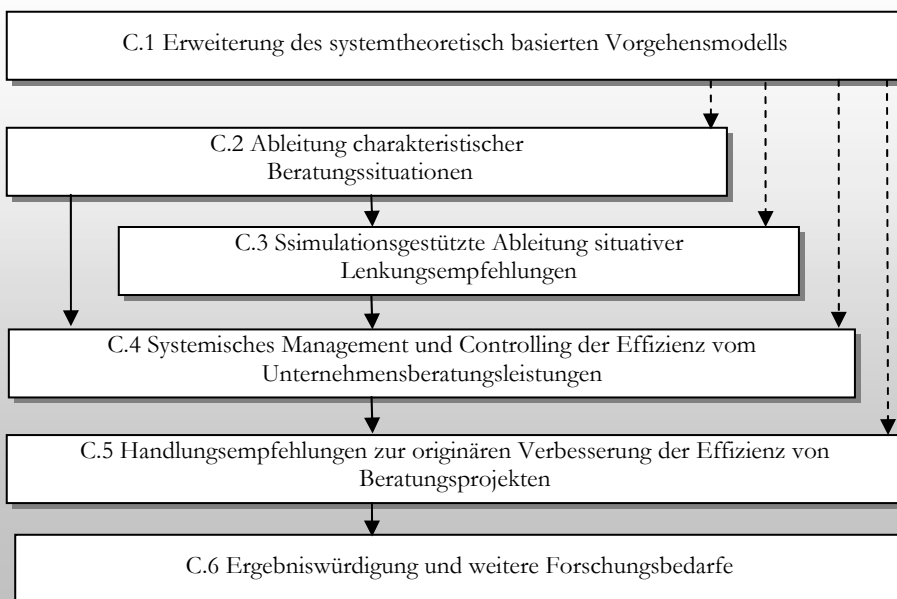 C.1 Erweiterung des systemtheoretisch basierten Vorgehensmodells
C.2 Ableitung charakteristischer
Beratungssituationen
C.3 Ssimulationsgestützte Ableitung situativer
Lenkungsempfehlungen
C.4 Systemisches Management und Controlling der Effizienz vom
Unternehmensberatungsleistungen
C.5 Handlungsempfehlungen zur originären Verbesserung der Effizienz von
Beratungsprojekten
C.6 Ergebniswürdigung und weitere Forschungsbedarfe